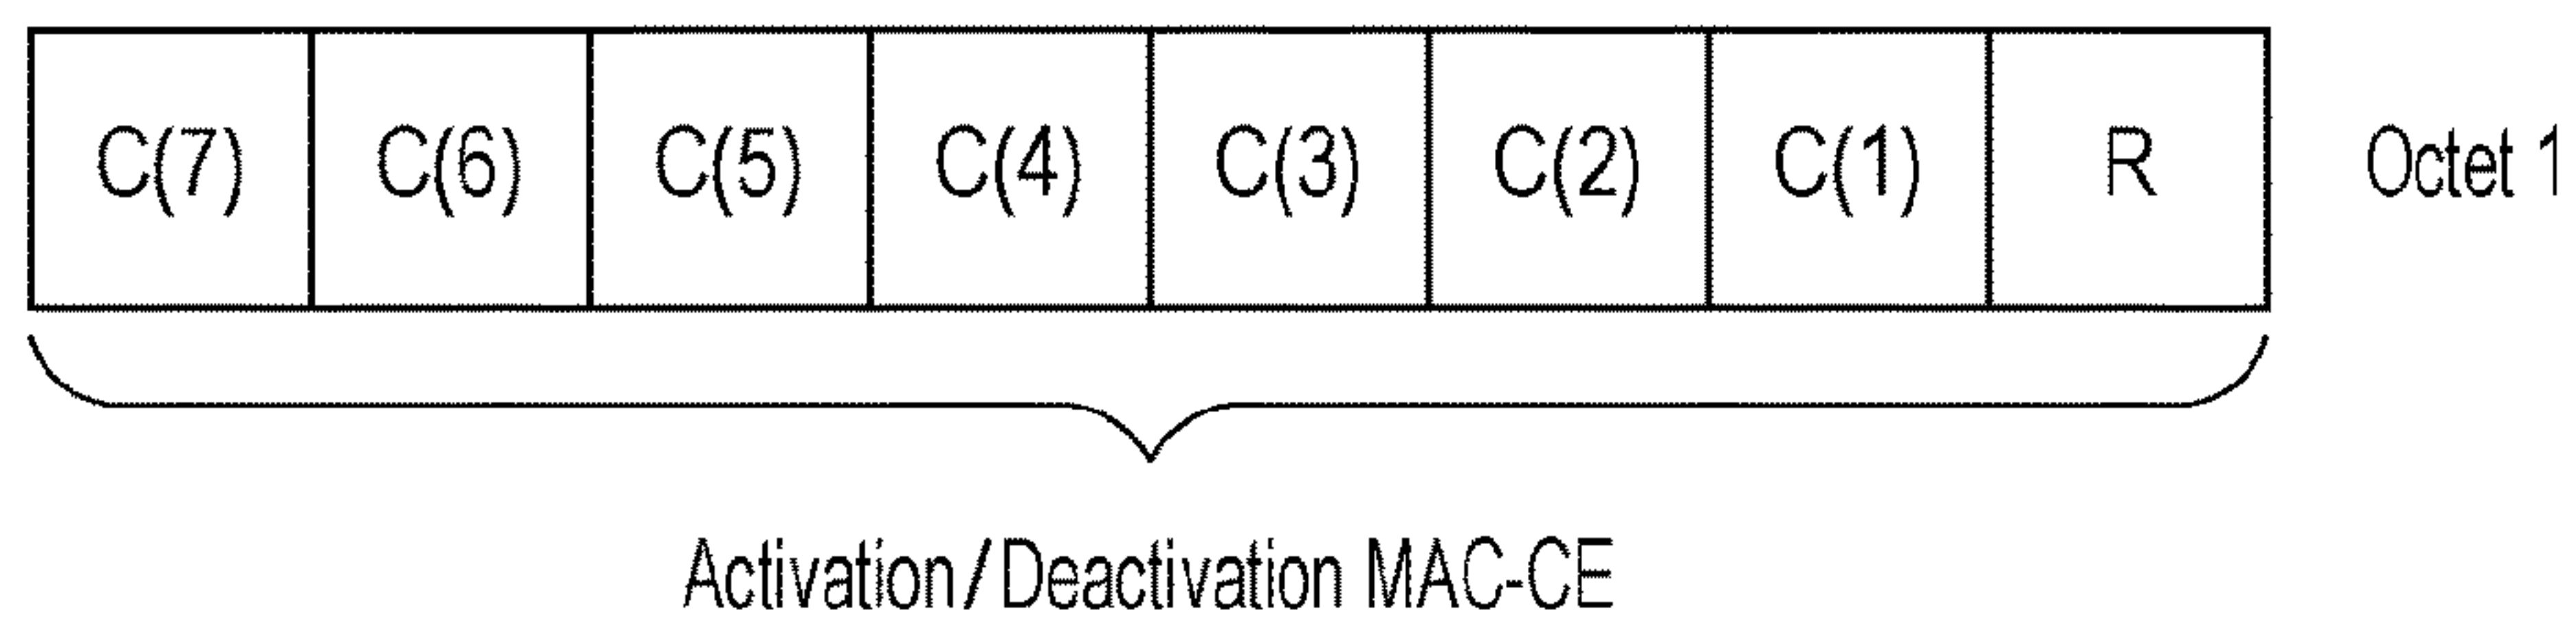 C(7) C(6) C(5) C(4) C(3) C(2) C(1) R Octet 1
Activation/Deactivation MAC-CE